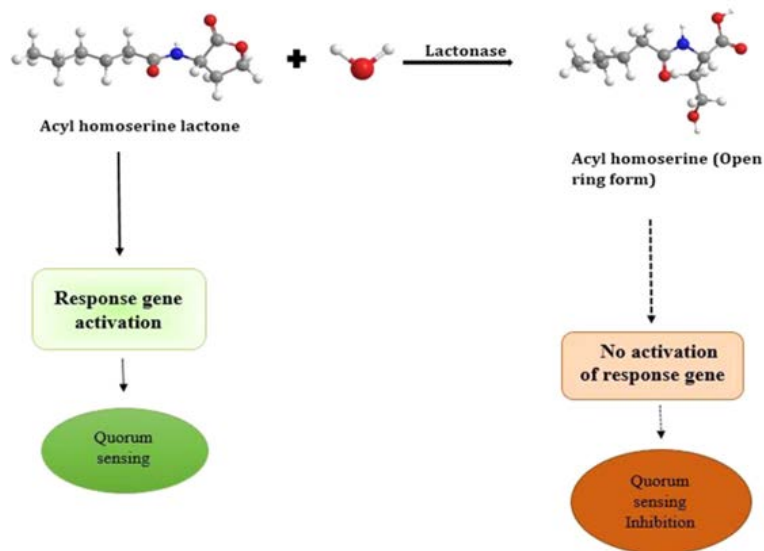 Lactonase
Acyl homoserine lactone
Acyl homoserine (Open
ring form)
Response gene
activation
No activation
of response gene
Quorum
sensing
Quorum
sensing
Inhibition